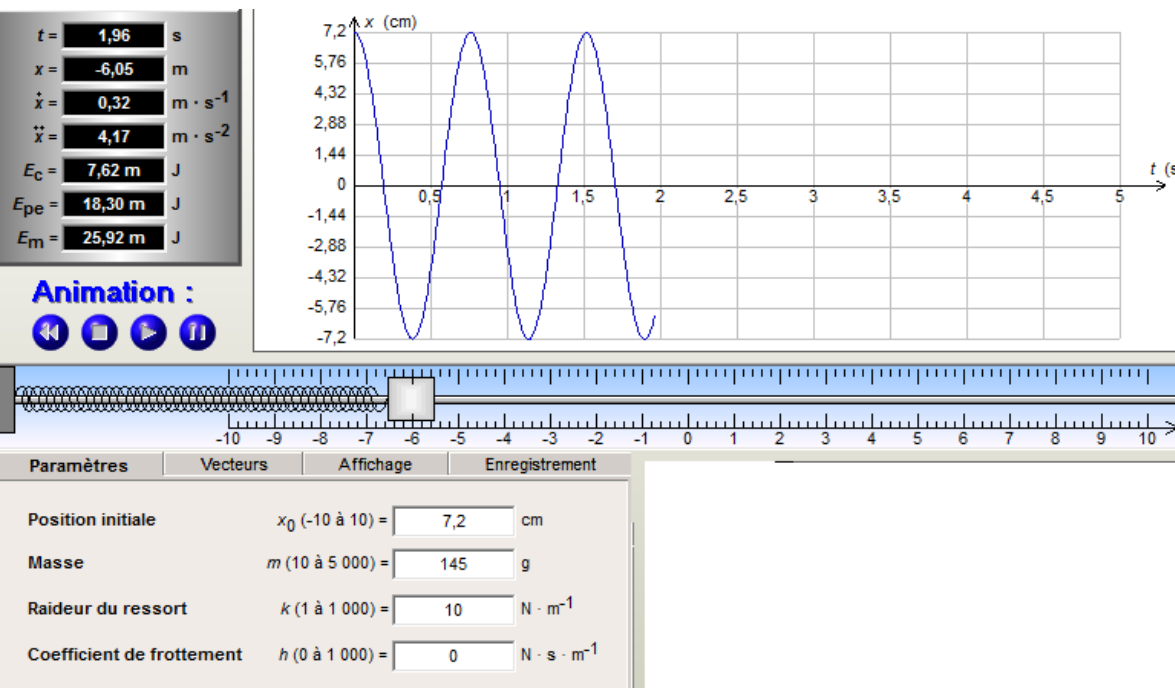 t = 1,96 s
x = -6,05 m
ẋ = 0,32 m · s-1
ẍ = 4,17 m · s-2
Ec = 7,62 m J
Epe = 18,30 m J
Em = 25,92 m J
Animation :
x (cm)
7,2
5,76
4,32
2,88
1,44
0
-1,44
-2,88
-4,32
-5,76
-7,2
t (s
0,5 1 1,5 2 2,5 3 3,5 4 4,5 5
-10 -9 -8 -7 -6 -5 -4 -3 -2 -1 0 1 2 3 4 5 6 7 8 9 10
Paramètres Vecteurs Affichage Enregistrement
Position initiale x0 (-10 à 10) = 7,2 cm
Masse m (10 à 5 000) = 145 g
Raideur du ressort k (1 à 1 000) = 10 N · m-1
Coefficient de frottement h (0 à 1 000) = 0 N · s · m-1